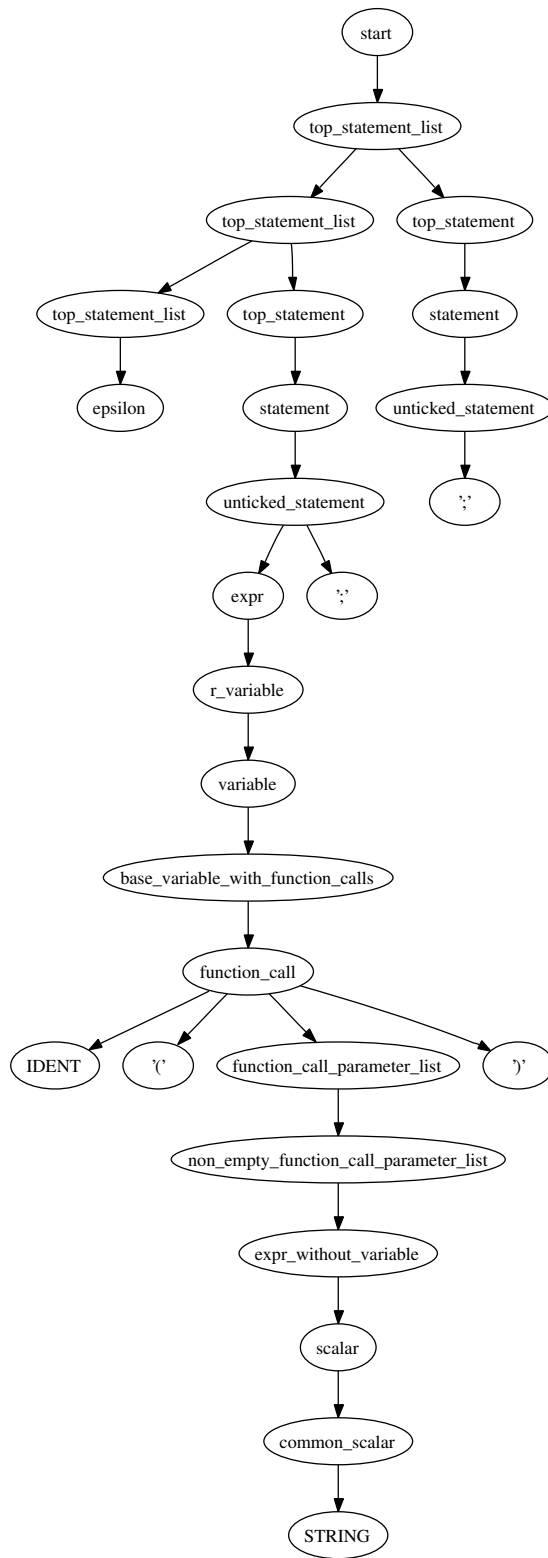 start
top_statement_list
top_statement_list
top_statement
top_statement_list
top_statement
statement
epsilon
statement
unticked_statement
unticked_statement
';'
expr
';'
r_variable
variable
base_variable_with_function_calls
function_call
IDENT
'('
function_call_parameter_list
')'
non_empty_function_call_parameter_list
expr_without_variable
scalar
common_scalar
STRING